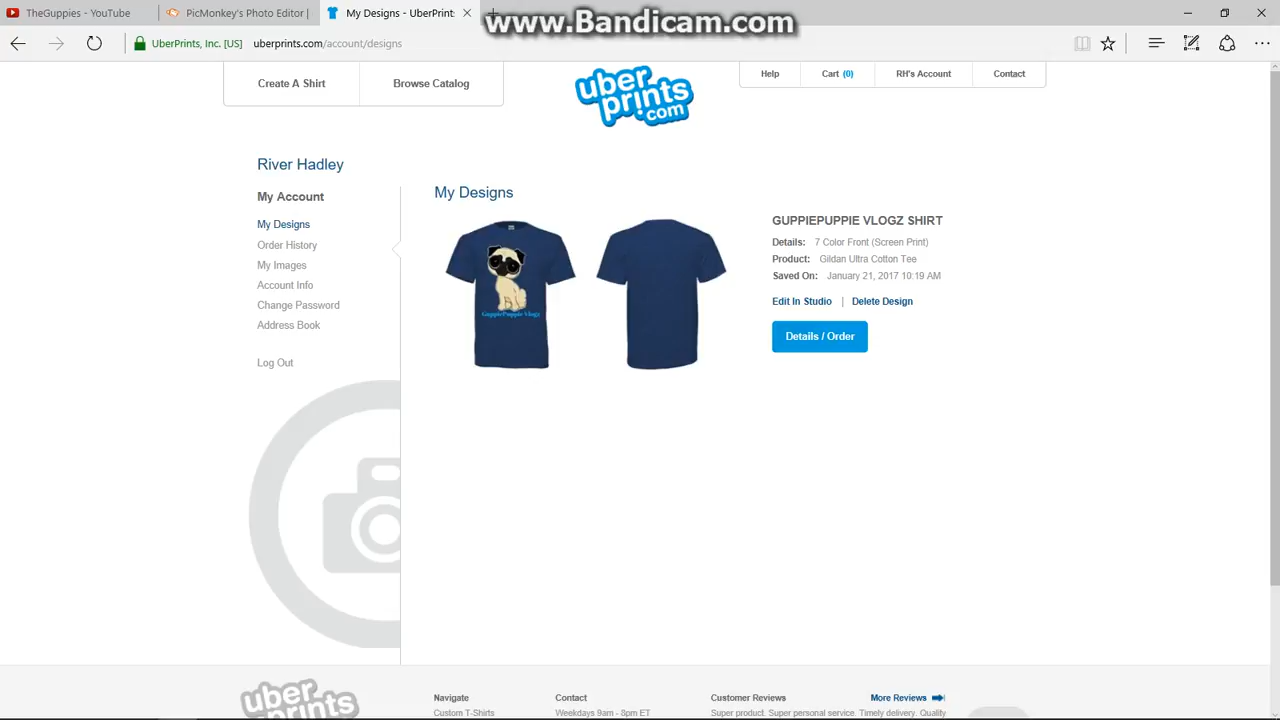 TheGuppies - YouTube
PicMonkey Photo Editor
My Designs - UberPrints
www.Bandicam.com
UberPrints, Inc. [US]
uberprints.com/account/designs
Create A Shirt
Browse Catalog
uber
prints
.com
Help
Cart (0)
RH's Account
Contact
River Hadley
My Account
My Designs
Order History
My Images
Account Info
Change Password
Address Book
Log Out
My Designs
GuppiePuppie Vlogz
GUPPIEPUPPIE VLOGZ SHIRT
Details: 7 Color Front (Screen Print)
Product: Gildan Ultra Cotton Tee
Saved On: January 21, 2017 10:19 AM
Edit In Studio | Delete Design
Details / Order
uber
prints
Navigate
Custom T-Shirts
Contact
Weekdays 9am - 8pm ET
Customer Reviews
More Reviews
Super product. Super personal service. Timely delivery. Quality